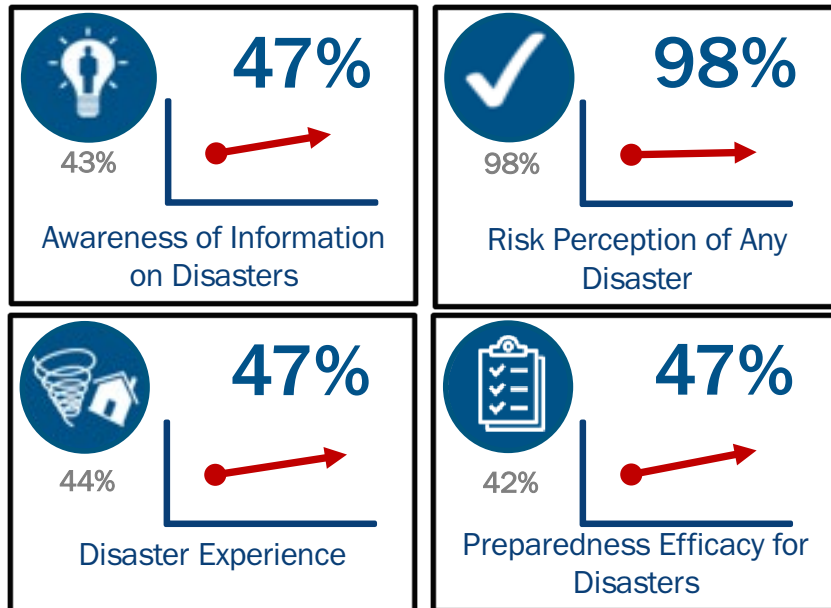 47%
43%
Awareness of Information
on Disasters
98%
98%
Risk Perception of Any
Disaster
47%
44%
Disaster Experience
47%
42%
Preparedness Efficacy for
Disasters